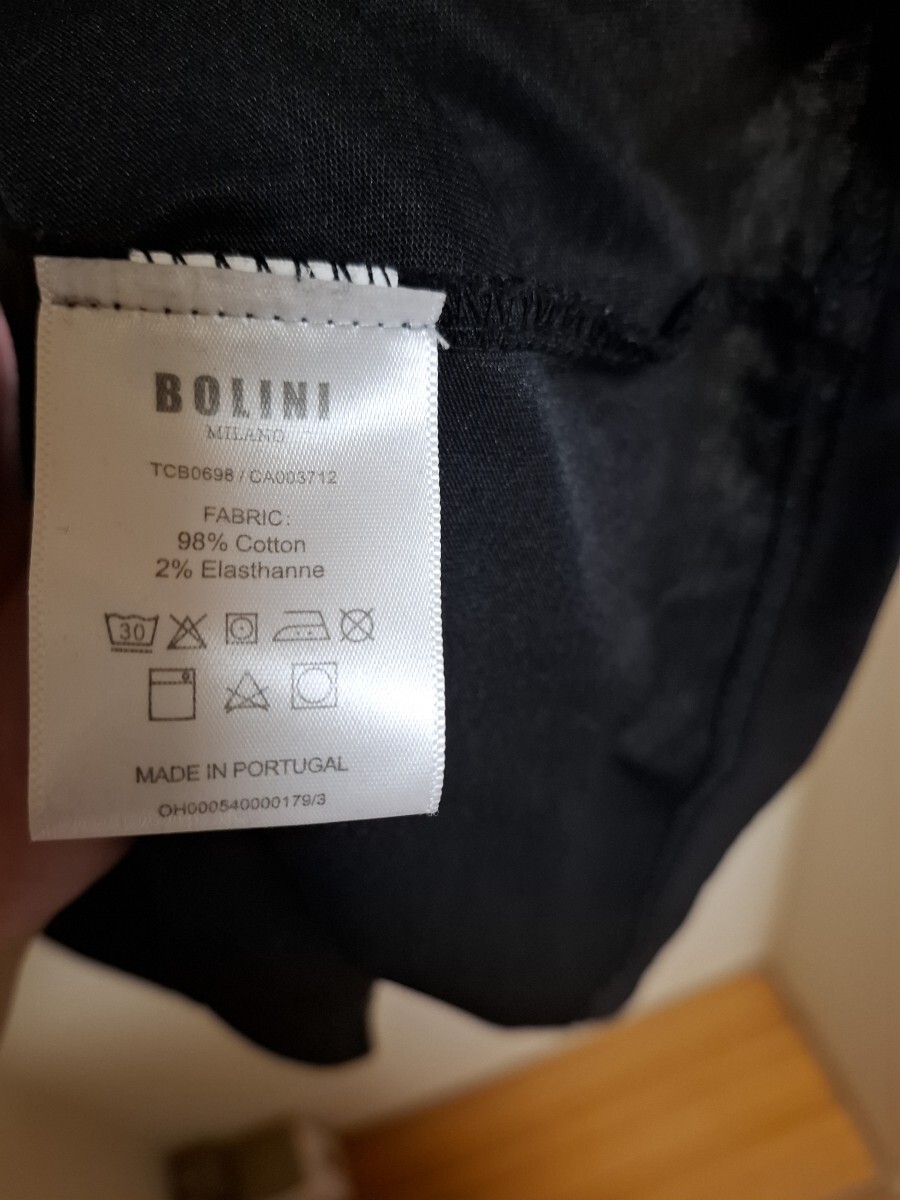 BOLINI
MILANO
TCB0698 / CA003712
FABRIC:
98% Cotton
2% Elasthanne
30
MADE IN PORTUGAL
OH000540000179/3